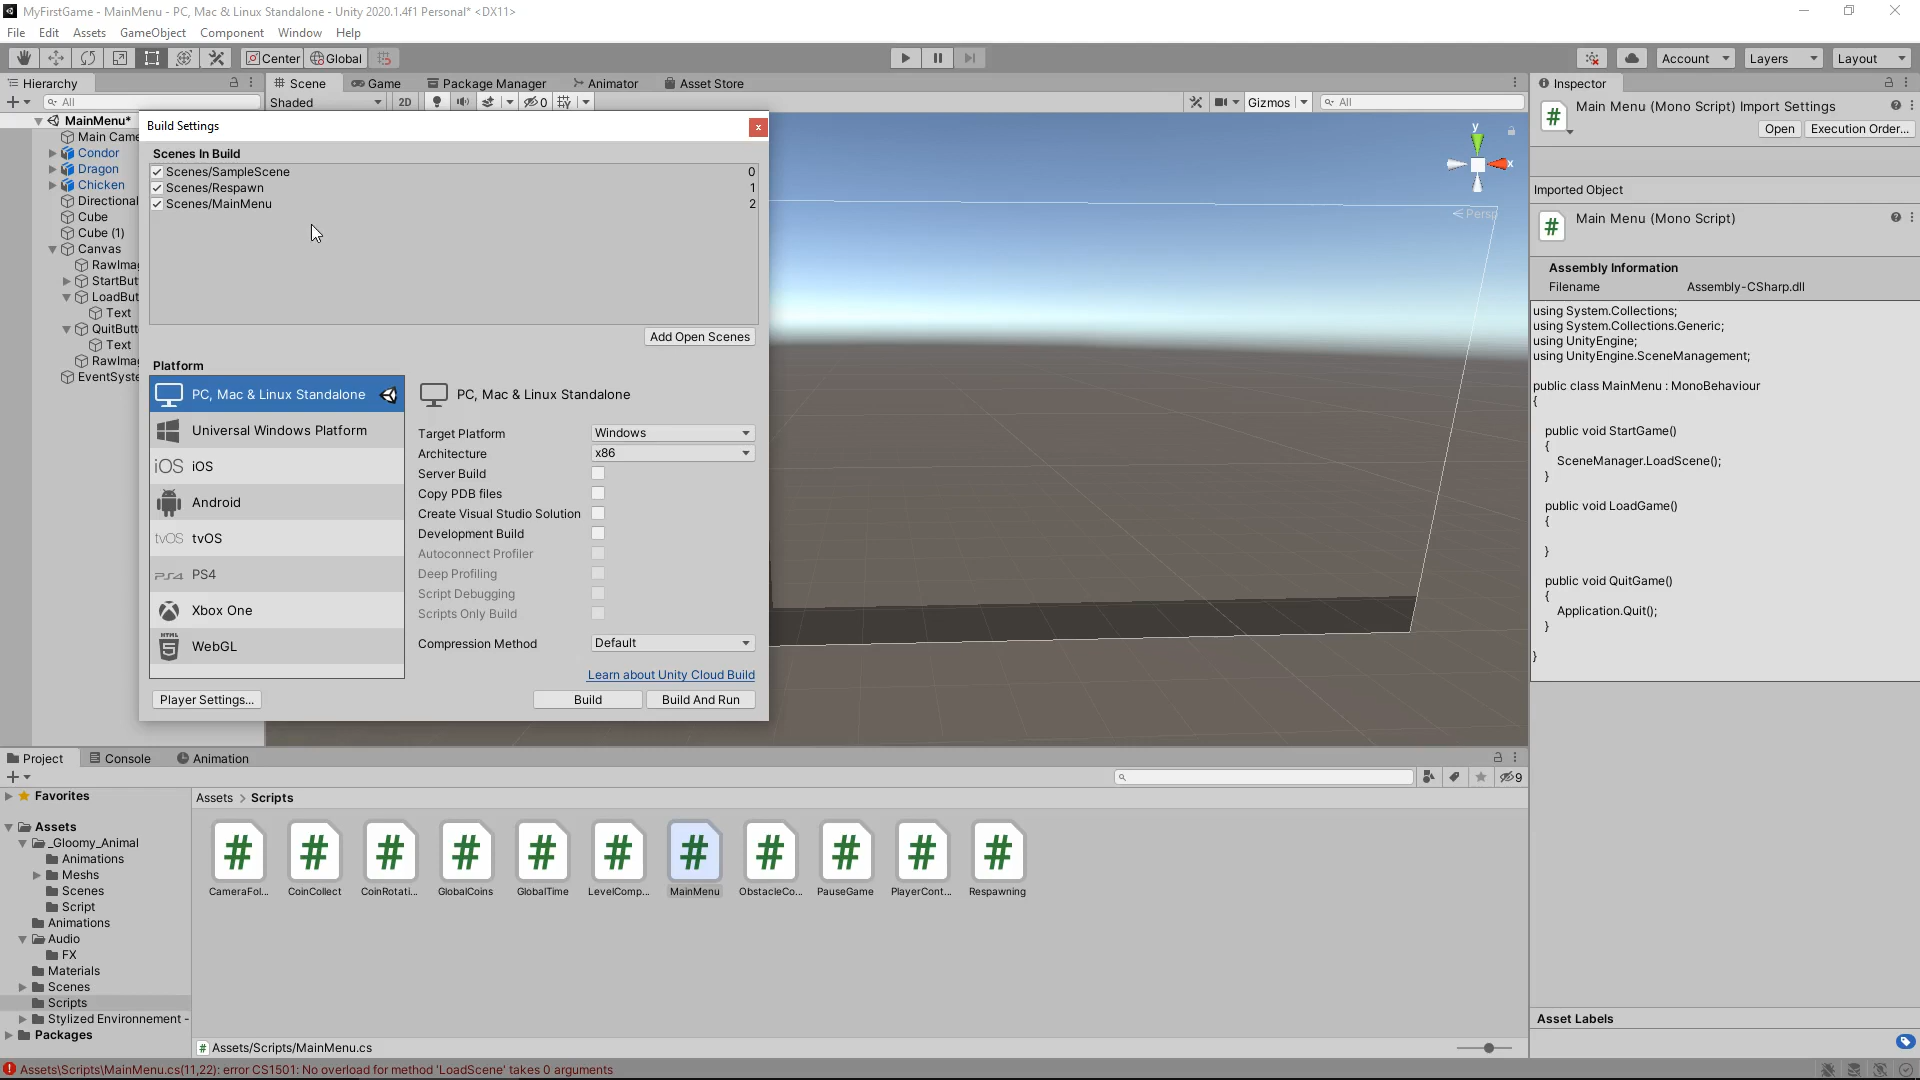 MyFirstGame - MainMenu - PC, Mac & Linux Standalone - Unity 2020.1.4f1 Personal* <DX11>
File Edit Assets GameObject Component Window Help
Center Global Account Layers Layout
Hierarchy Scene Game Package Manager Animator Asset Store Inspector
All Shaded 2D 0 Gizmos All
Main Menu (Mono Script) Import Settings
Open Execution Order...
MainMenu*
Main Came
Condor
Dragon
Chicken
Directional
Cube
Cube (1)
Canvas
RawImag
StartBut
LoadBut
Text
QuitButt
Text
RawImag
EventSyste
Build Settings
Scenes In Build
Scenes/SampleScene 0
Scenes/Respawn 1
Scenes/MainMenu 2
Add Open Scenes
Platform
PC, Mac & Linux Standalone
Universal Windows Platform
iOS iOS
Android
tvOS tvOS
PS4 PS4
Xbox One
HTML WebGL
PC, Mac & Linux Standalone
Target Platform Windows
Architecture x86
Server Build
Copy PDB files
Create Visual Studio Solution
Development Build
Autoconnect Profiler
Deep Profiling
Script Debugging
Scripts Only Build
Compression Method Default
Learn about Unity Cloud Build
Player Settings... Build Build And Run
y
x
Persp
Imported Object
Main Menu (Mono Script)
Assembly Information
Filename Assembly-CSharp.dll
using System.Collections;
using System.Collections.Generic;
using UnityEngine;
using UnityEngine.SceneManagement;
public class MainMenu : MonoBehaviour
{
public void StartGame()
{
SceneManager.LoadScene();
}
public void LoadGame()
{
}
public void QuitGame()
{
Application.Quit();
}
}
Asset Labels
Project Console Animation
9
Favorites
Assets
_Gloomy_Animal
Animations
Meshs
Scenes
Script
Animations
Audio
FX
Materials
Scenes
Scripts
Stylized Environnement -
Packages
Assets > Scripts
CameraFol... CoinCollect CoinRotati... GlobalCoins GlobalTime LevelComp... MainMenu ObstacleCo... PauseGame PlayerCont... Respawning
Assets/Scripts/MainMenu.cs
Assets\Scripts\MainMenu.cs(11,22): error CS1501: No overload for method 'LoadScene' takes 0 arguments